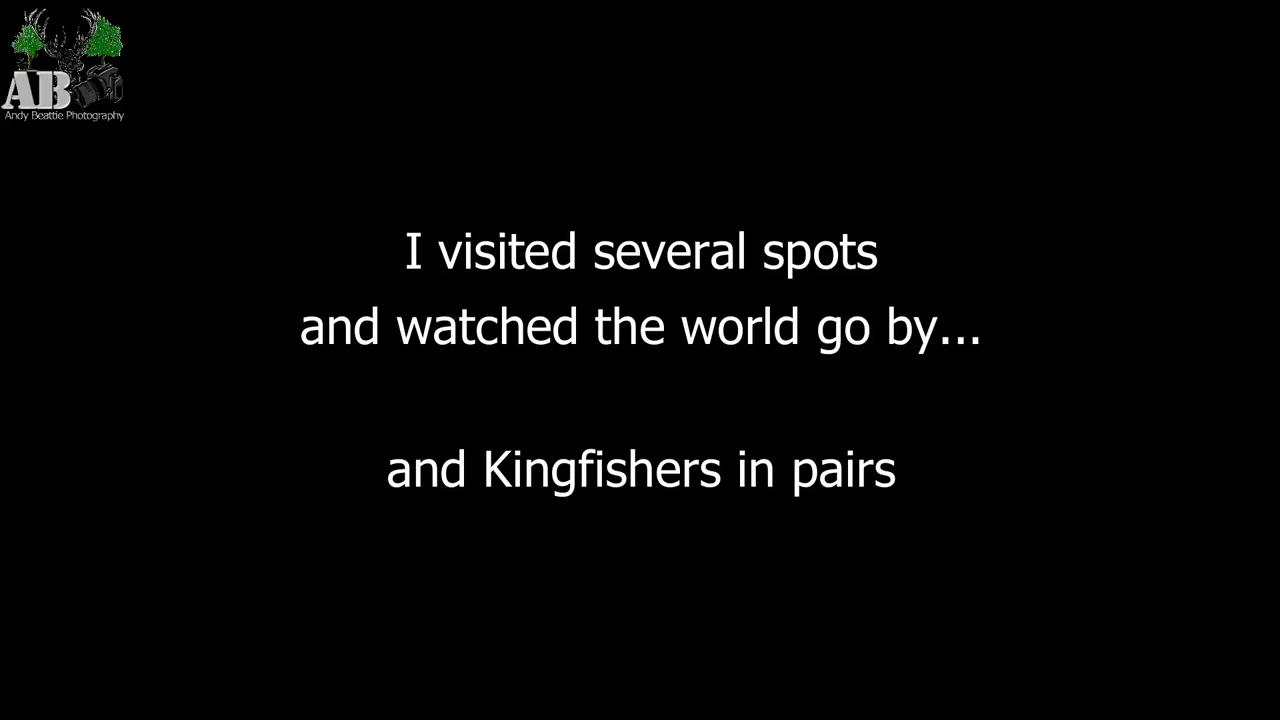 AB
Andy Beattie Photography
I visited several spots
and watched the world go by...
and Kingfishers in pairs